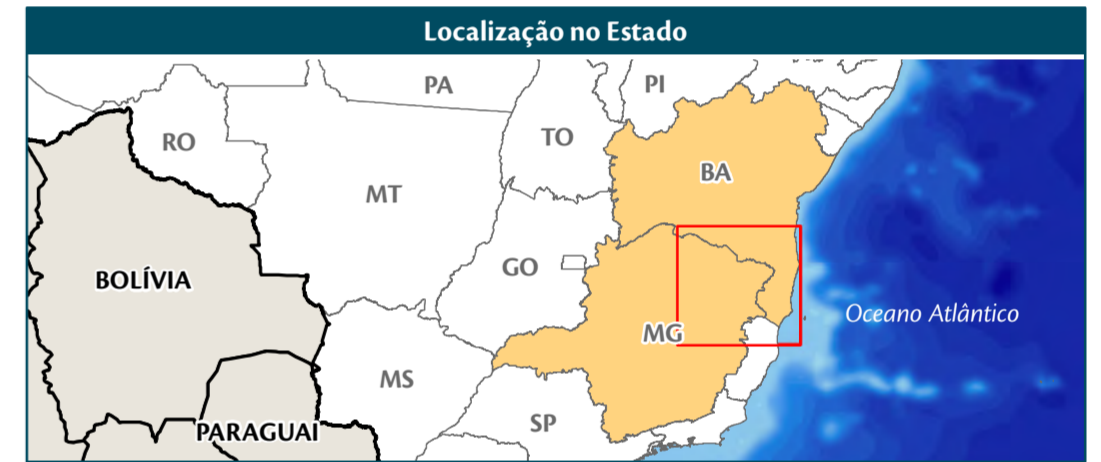 Localização no Estado
PA
PI
RO
TO
MT
BA
BOLÍVIA
GO
Oceano Atlântico
MG
MS
SP
PARAGUAI